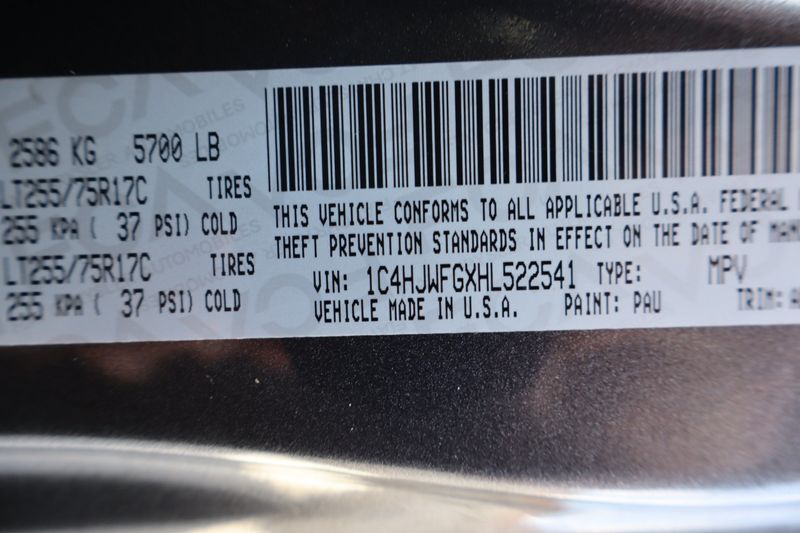 2586 KG 5700 LB
LT255/75R17C TIRES
255 KPA ( 37 PSI) COLD
LT255/75R17C TIRES
255 KPA ( 37 PSI) COLD
THIS VEHICLE CONFORMS TO ALL APPLICABLE U.S.A. FEDERAL
THEFT PREVENTION STANDARDS IN EFFECT ON THE DATE OF MAN
VIN: 1C4HJWFGXHL522541 TYPE: MPV
VEHICLE MADE IN U.S.A. PAINT: PAU TRIM: A